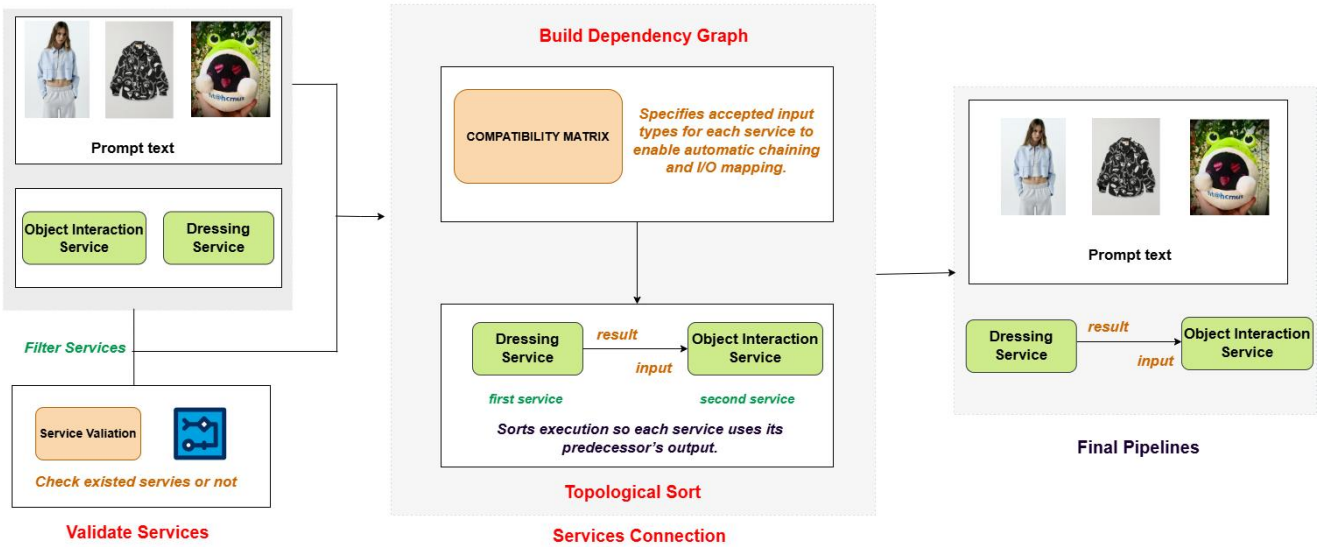 Prompt text
Object Interaction
Service
Dressing
Service
Filter Services
Service Valiation
Check existed servies or not
Validate Services
Build Dependency Graph
COMPATIBILITY MATRIX
Specifies accepted input
types for each service to
enable automatic chaining
and I/O mapping.
Dressing
Service
result
input
Object Interaction
Service
first service
second service
Sorts execution so each service uses its
predecessor's output.
Topological Sort
Services Connection
Prompt text
Dressing
Service
result
input
Object Interaction
Service
Final Pipelines